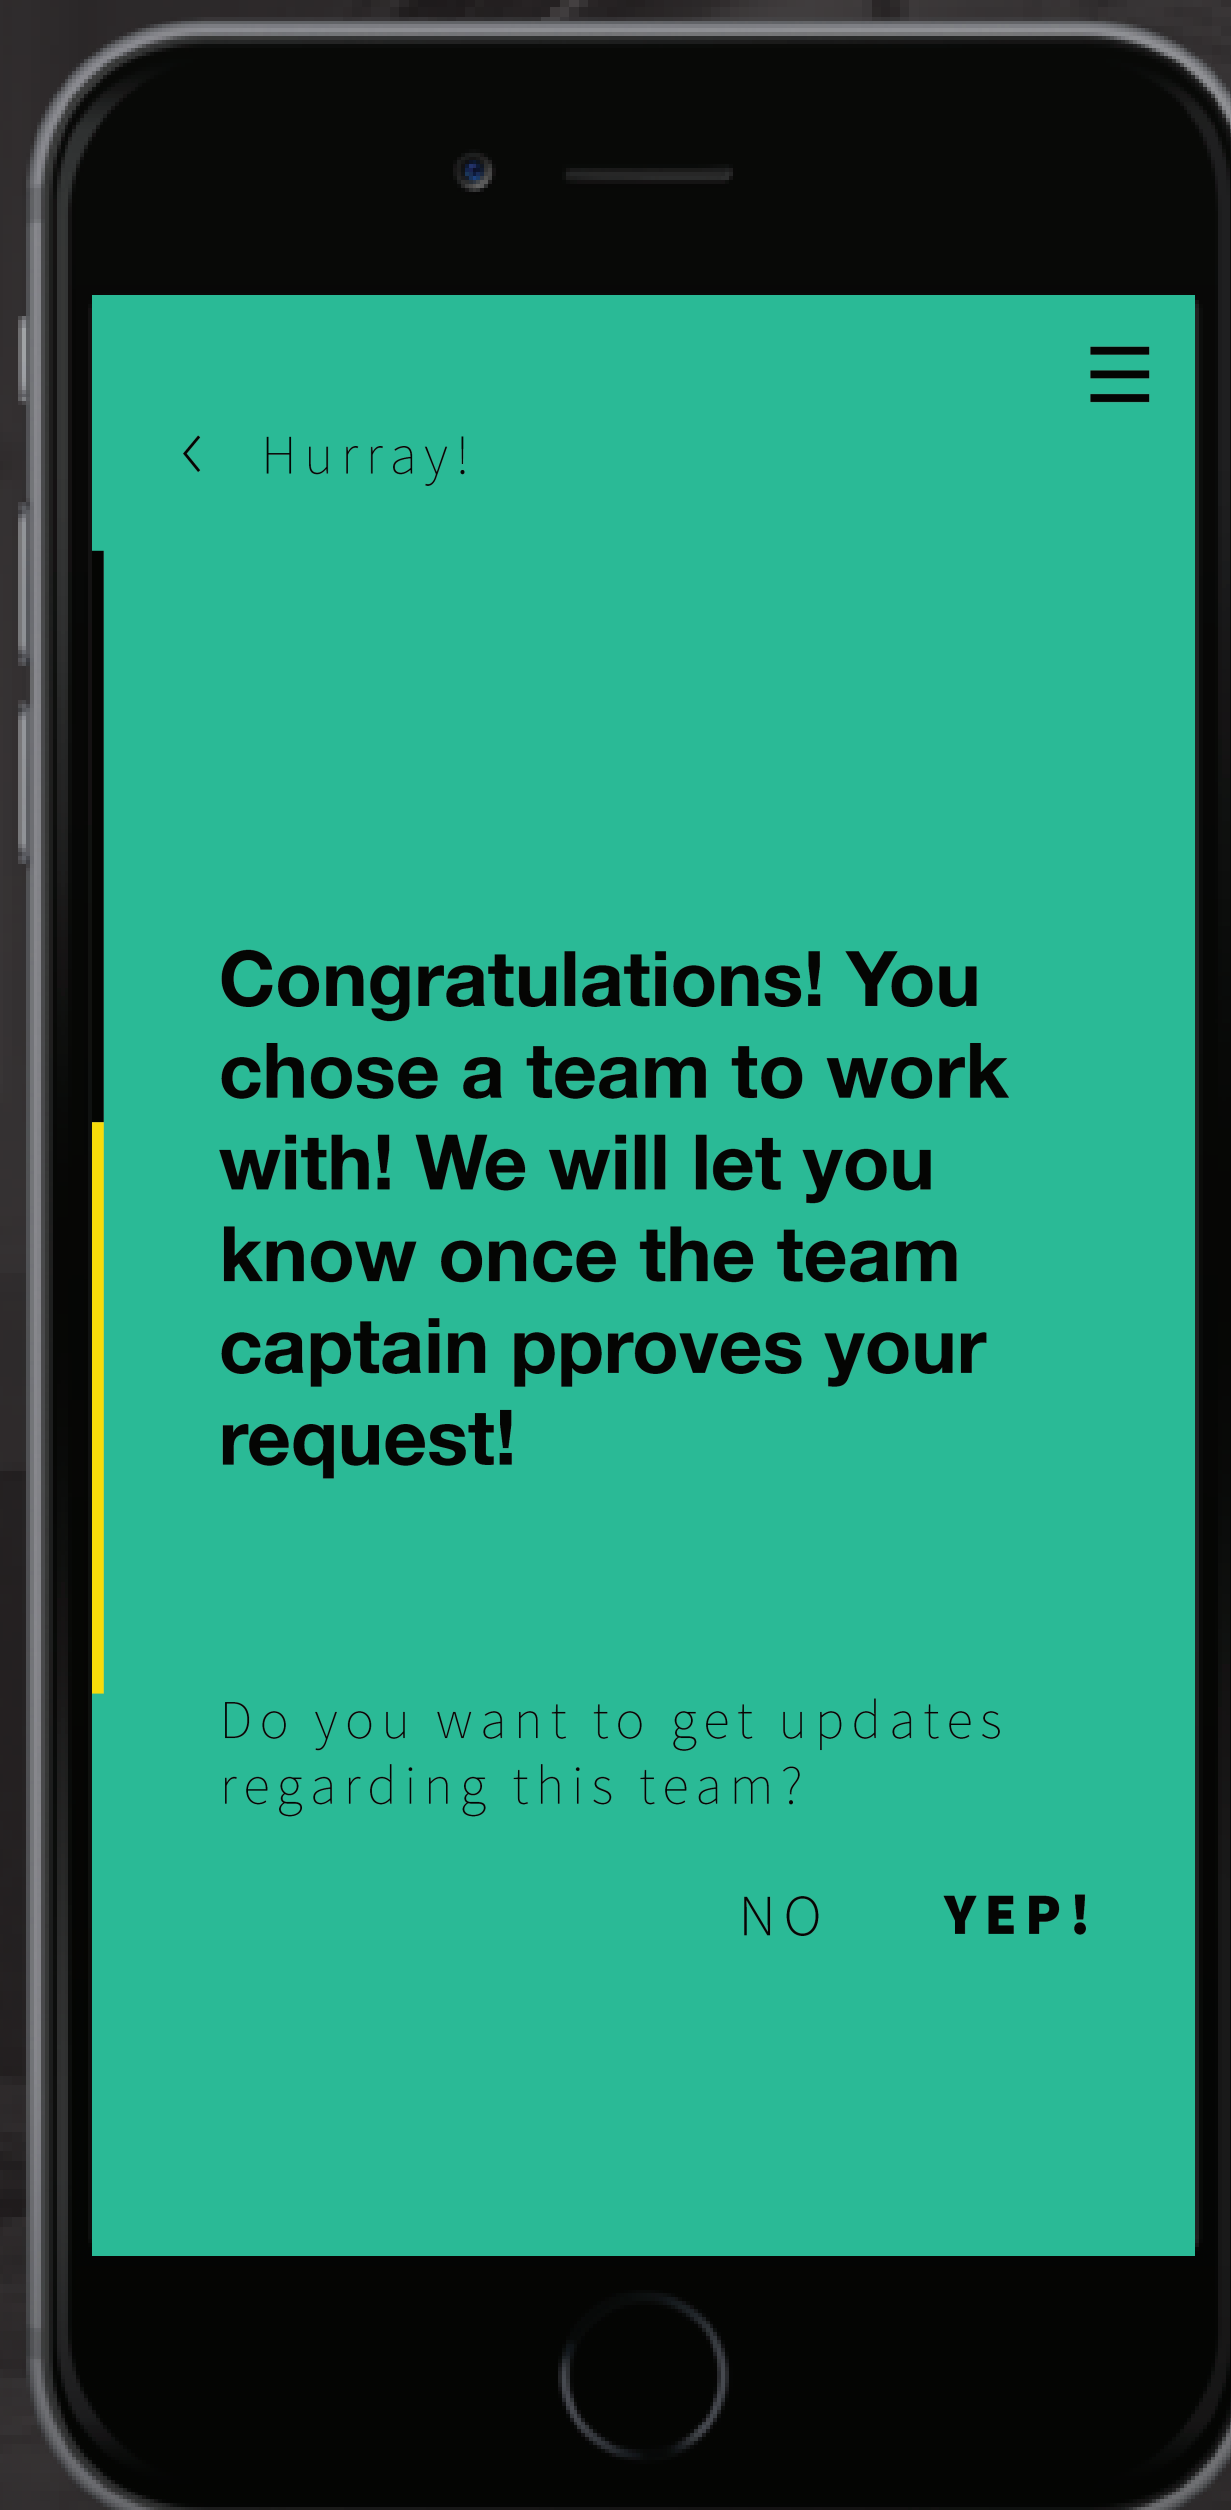 Hurray!
Congratulations! You
chose a team to work
with! We will let you
know once the team
captain pproves your
request!
Do you want to get updates
regarding this team?
NO YEP!